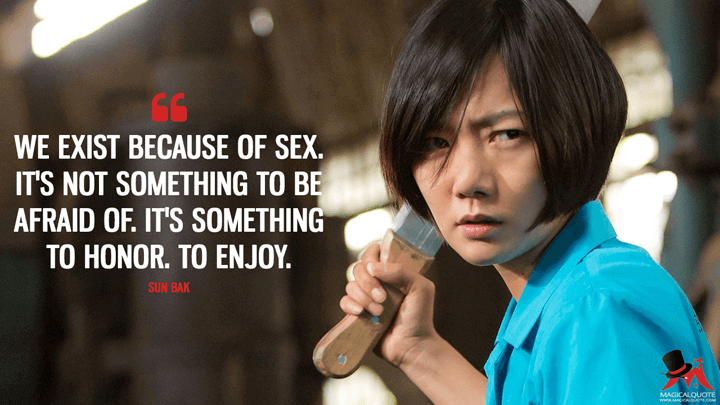 WE EXIST BECAUSE OF SEX.
IT'S NOT SOMETHING TO BE
AFRAID OF. IT'S SOMETHING
TO HONOR. TO ENJOY.
SUN BAK
MAGICALQUOTE
WWW.MAGICALQUOTE.COM